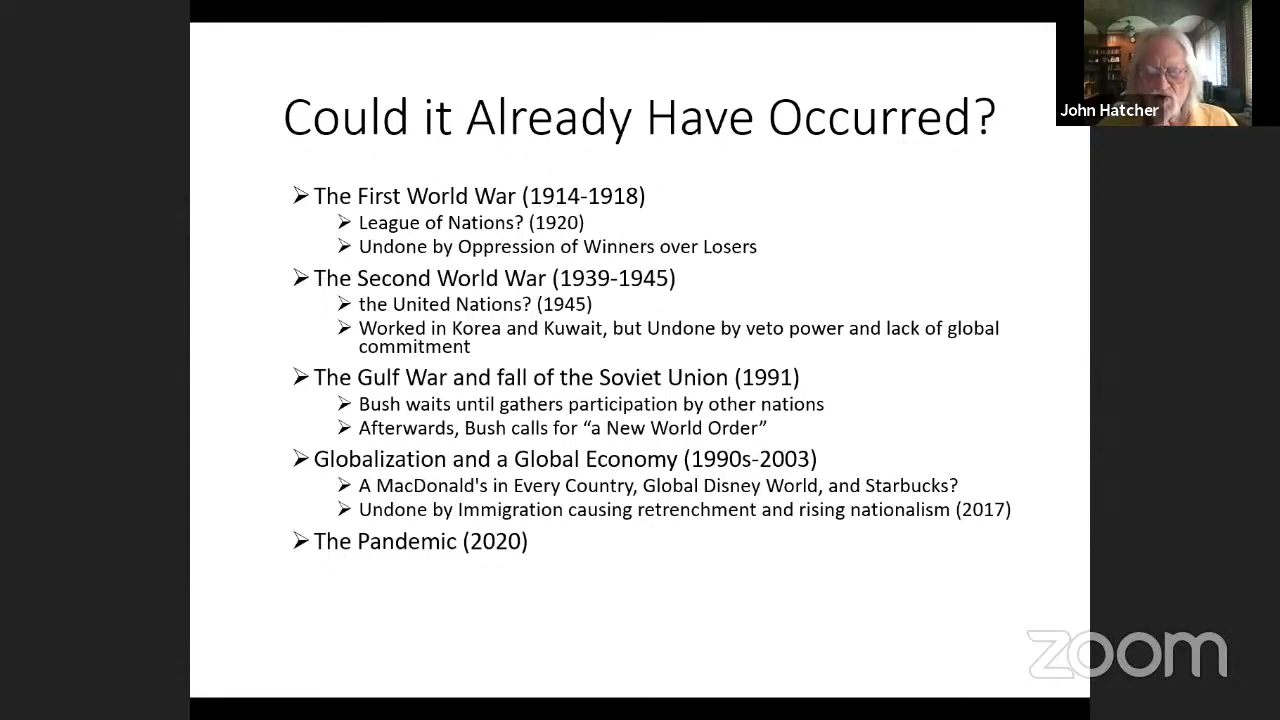 Could it Already Have Occurred?
John Hatcher
➢ The First World War (1914-1918)
➢ League of Nations? (1920)
➢ Undone by Oppression of Winners over Losers
➢ The Second World War (1939-1945)
➢ the United Nations? (1945)
➢ Worked in Korea and Kuwait, but Undone by veto power and lack of global
commitment
➢ The Gulf War and fall of the Soviet Union (1991)
➢ Bush waits until gathers participation by other nations
➢ Afterwards, Bush calls for “a New World Order”
➢ Globalization and a Global Economy (1990s-2003)
➢ A MacDonald's in Every Country, Global Disney World, and Starbucks?
➢ Undone by Immigration causing retrenchment and rising nationalism (2017)
➢ The Pandemic (2020)
zoom